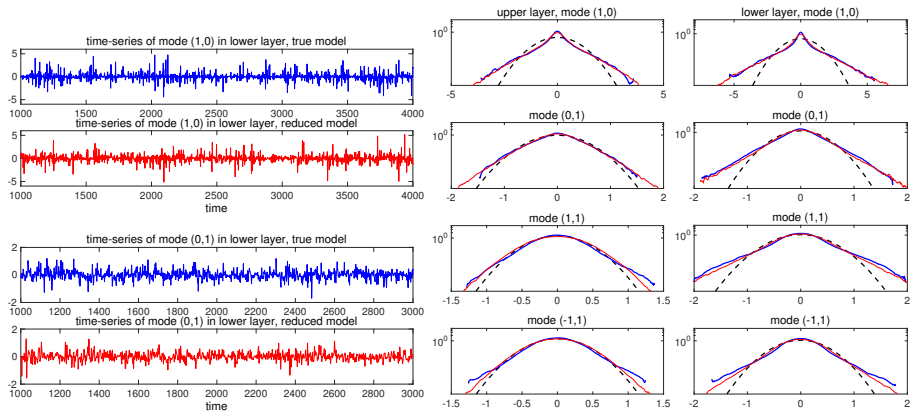 time-series of mode (1,0) in lower layer, true model
5
0
-5
1000 1500 2000 2500 3000 3500 4000
time-series of mode (1,0) in lower layer, reduced model
5
0
-5
1000 1500 2000 2500 3000 3500 4000
time
time-series of mode (0,1) in lower layer, true model
2
0
-2
1000 1200 1400 1600 1800 2000 2200 2400 2600 2800 3000
time-series of mode (0,1) in lower layer, reduced model
2
0
-2
1000 1200 1400 1600 1800 2000 2200 2400 2600 2800 3000
time
upper layer, mode (1,0)
10^0
-5 0 5
lower layer, mode (1,0)
10^0
-5 0 5
mode (0,1)
10^0
-2 -1 0 1 2
mode (0,1)
10^0
-2 -1 0 1 2
mode (1,1)
10^0
-1.5 -1 -0.5 0 0.5 1 1.5
mode (1,1)
10^0
-2 -1 0 1 2
mode (-1,1)
10^0
-1.5 -1 -0.5 0 0.5 1 1.5
mode (-1,1)
10^0
-2 -1 0 1 2